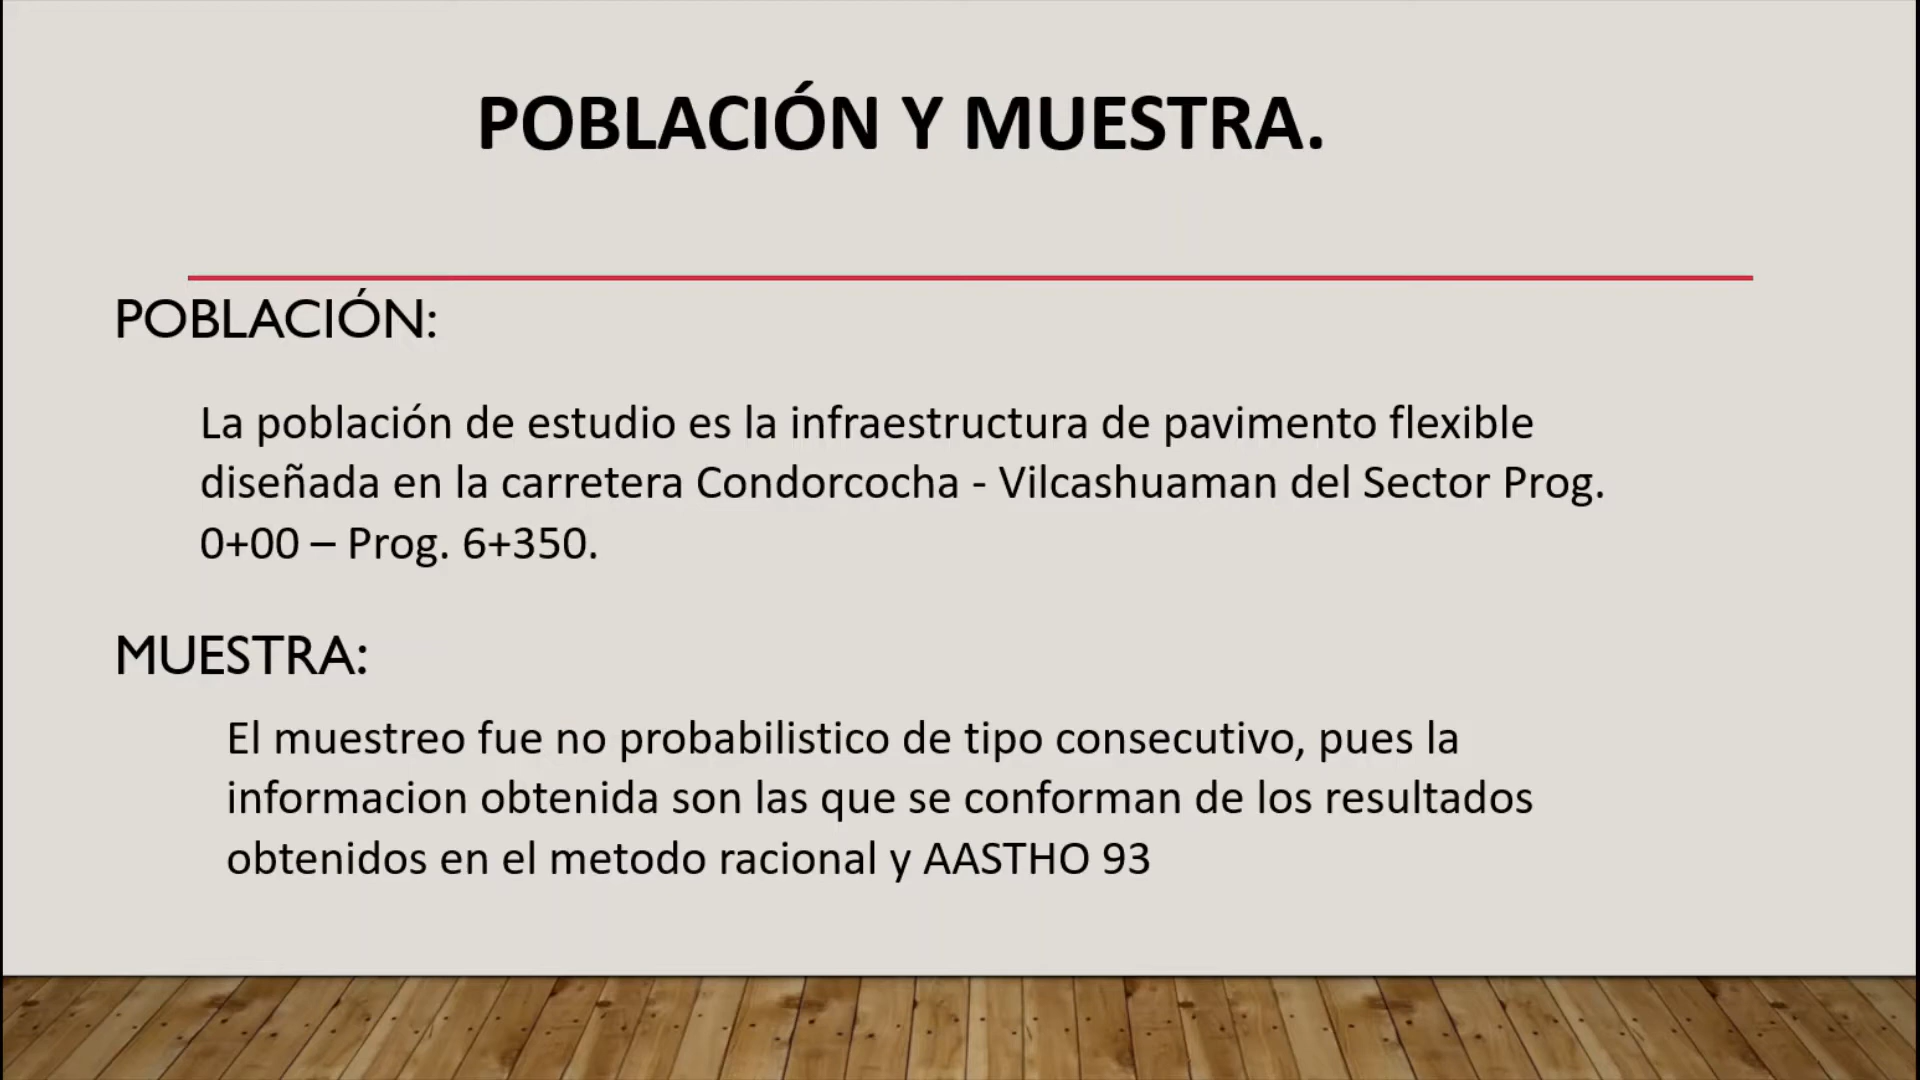 POBLACIÓN Y MUESTRA.
POBLACIÓN:
La población de estudio es la infraestructura de pavimento flexible
diseñada en la carretera Condorcocha - Vilcashuaman del Sector Prog.
0+00 – Prog. 6+350.
MUESTRA:
El muestreo fue no probabilistico de tipo consecutivo, pues la
informacion obtenida son las que se conforman de los resultados
obtenidos en el metodo racional y AASTHO 93